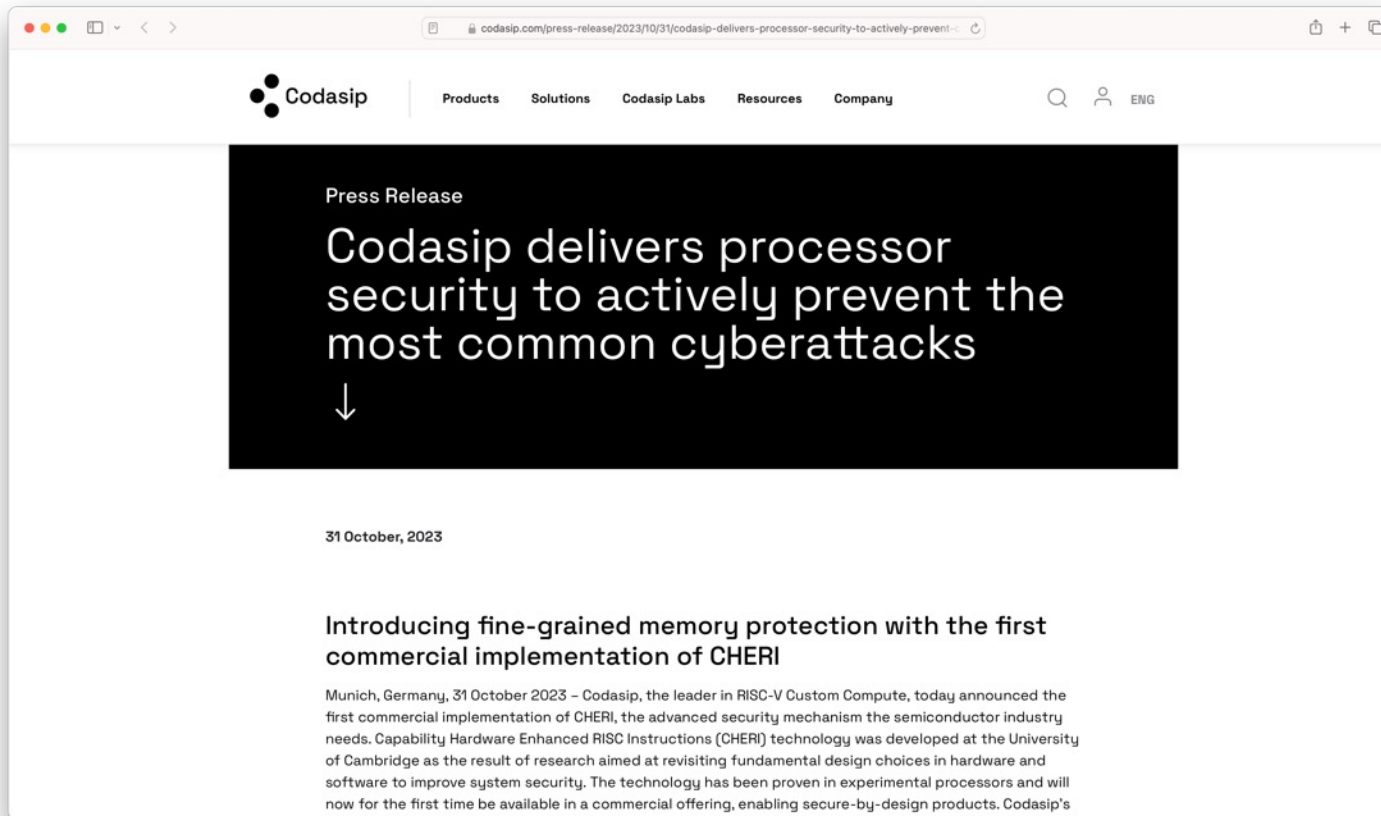 codasip.com/press-release/2023/10/31/codasip-delivers-processor-security-to-actively-prevent-
Codasip
Products Solutions Codasip Labs Resources Company
ENG
Press Release
Codasip delivers processor
security to actively prevent the
most common cyberattacks
31 October, 2023
Introducing fine-grained memory protection with the first
commercial implementation of CHERI
Munich, Germany, 31 October 2023 – Codasip, the leader in RISC-V Custom Compute, today announced the
first commercial implementation of CHERI, the advanced security mechanism the semiconductor industry
needs. Capability Hardware Enhanced RISC Instructions (CHERI) technology was developed at the University
of Cambridge as the result of research aimed at revisiting fundamental design choices in hardware and
software to improve system security. The technology has been proven in experimental processors and will
now for the first time be available in a commercial offering, enabling secure-by-design products. Codasip's